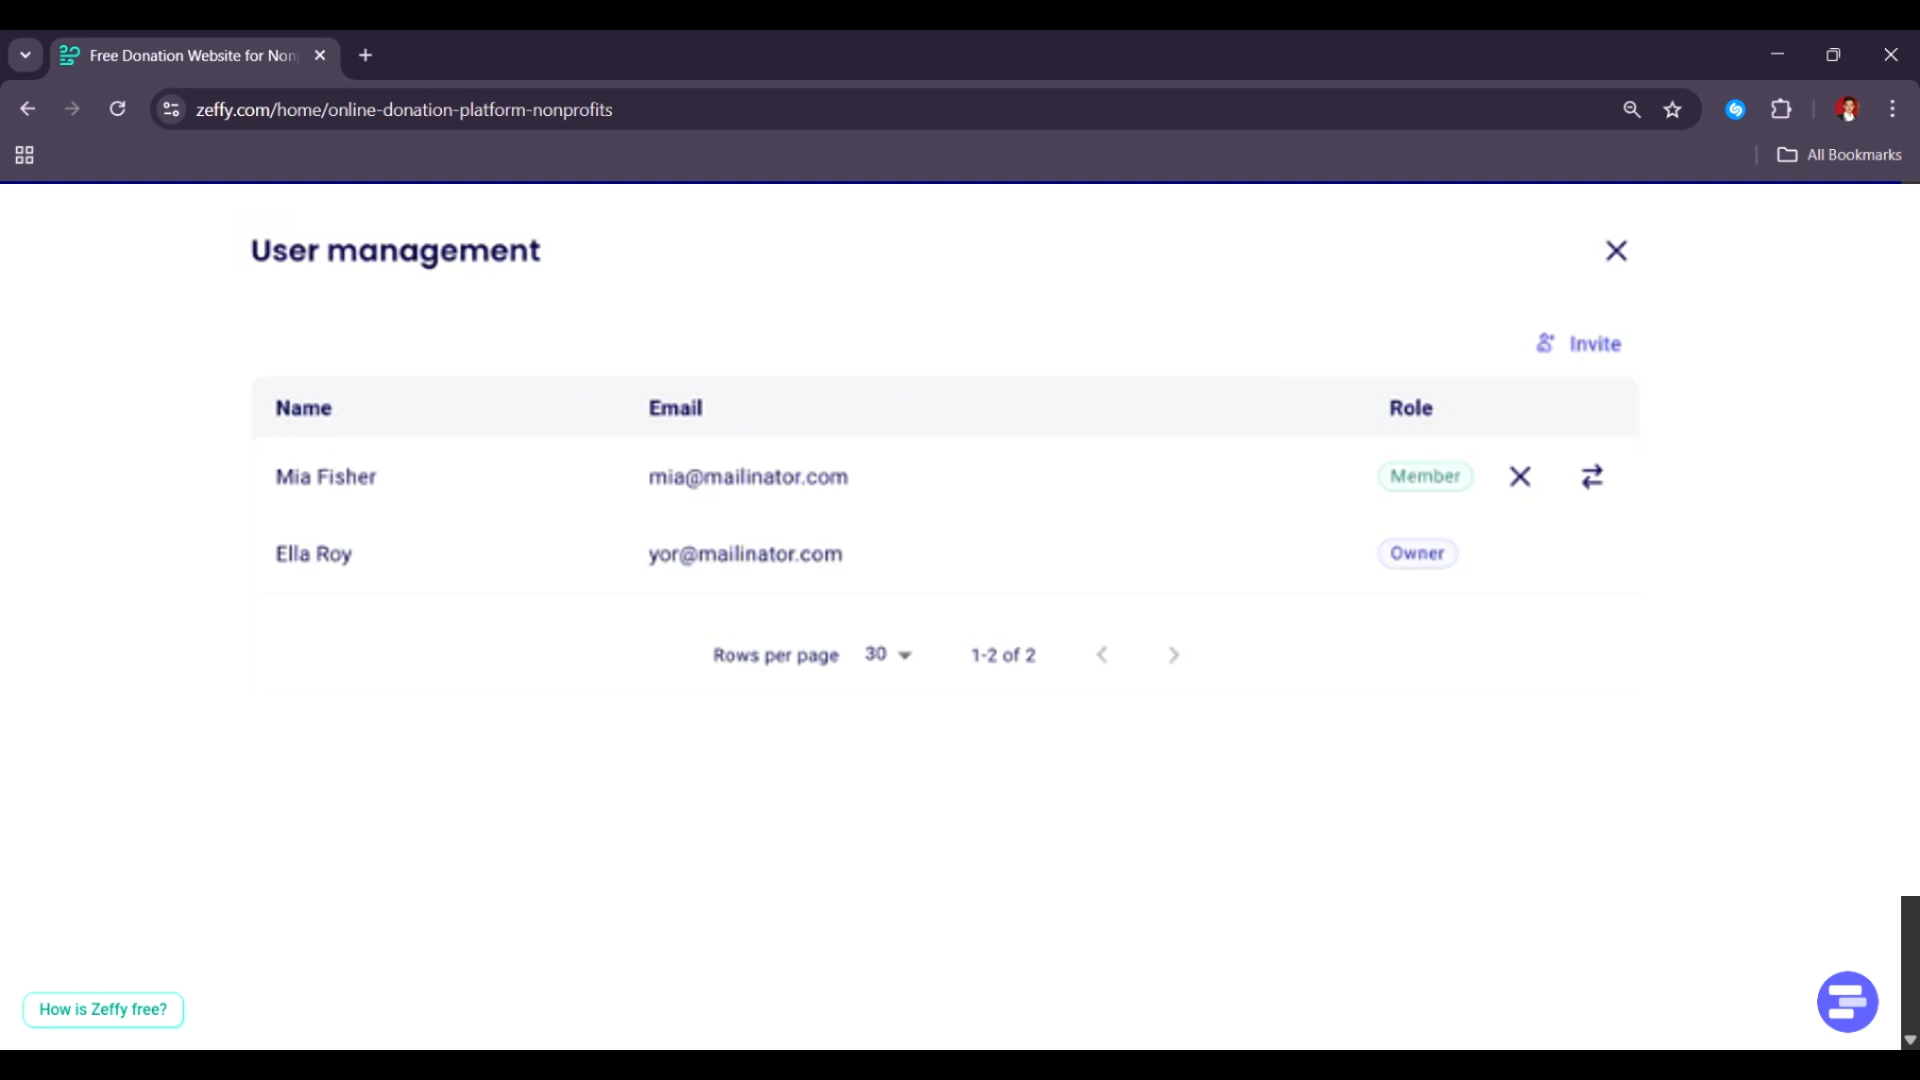 Free Donation Website for Non
zeffy.com/home/online-donation-platform-nonprofits
All Bookmarks
User management
Invite
Name Email Role
Mia Fisher mia@mailinator.com Member
Ella Roy yor@mailinator.com Owner
Rows per page 30 1-2 of 2
How is Zeffy free?